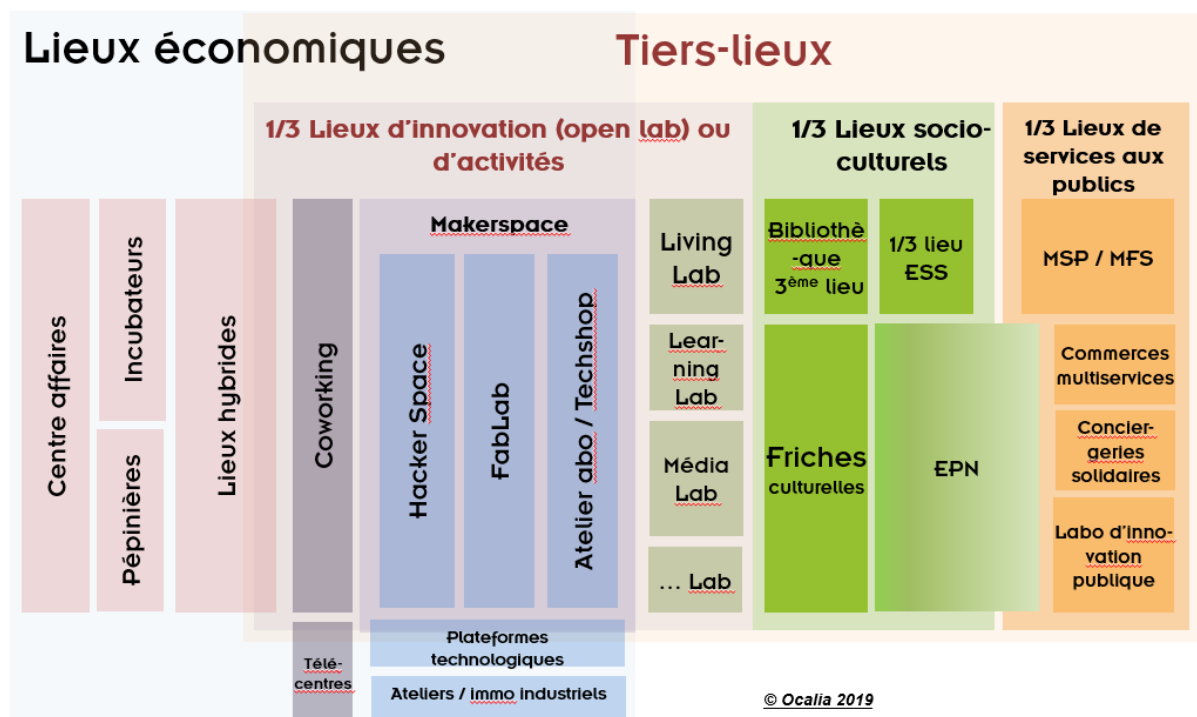 Lieux économiques
Tiers-lieux
1/3 Lieux d'innovation (open lab) ou
d'activités
1/3 Lieux socio-
culturels
1/3 Lieux de
services aux
publics
Centre affaires
Incubateurs
Pépinières
Lieux hybrides
Coworking
Makerspace
Hacker Space
FabLab
Atelier abo / Techshop
Living
Lab
Lear-
ning
Lab
Média
Lab
... Lab
Bibliothè
-que
3ème lieu
1/3 lieu
ESS
Friches
culturelles
EPN
MSP / MFS
Commerces
multiservices
Concier-
geries
solidaires
Labo d'inno-
vation
publique
Télé-
centres
Plateformes
technologiques
Ateliers / immo industriels
© Ocalia 2019